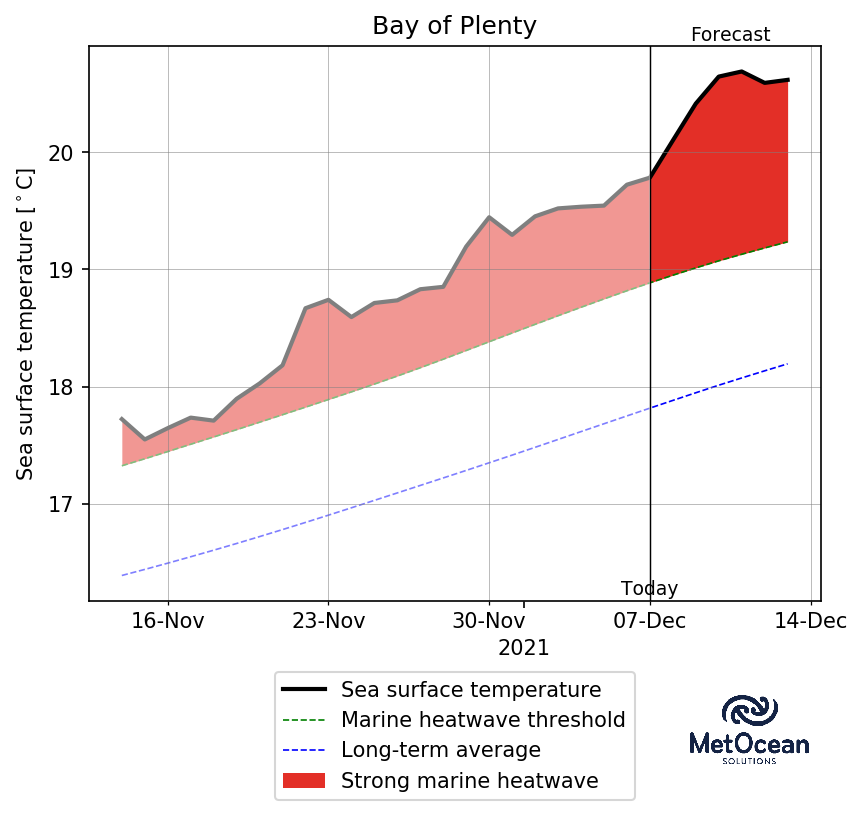 Bay of Plenty
Forecast
Sea surface temperature [°C]
20
19
18
17
Today
16-Nov 23-Nov 30-Nov 07-Dec 14-Dec
2021
Sea surface temperature
Marine heatwave threshold
Long-term average
Strong marine heatwave
MetOcean
SOLUTIONS